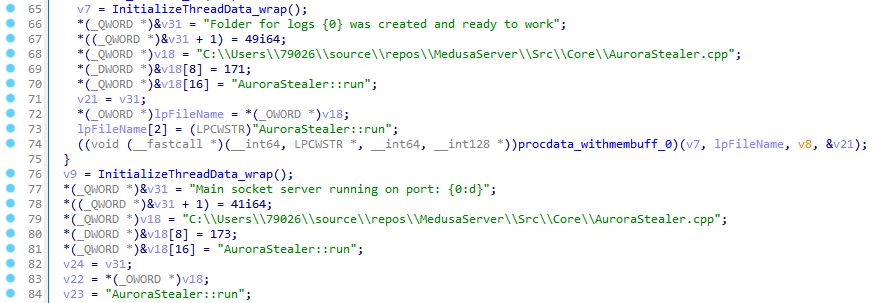 65 v7 = InitializeThreadData_wrap();
66 *(_QWORD *)&v31 = "Folder for logs {0} was created and ready to work";
67 *((_QWORD *)&v31 + 1) = 49i64;
68 *(_QWORD *)v18 = "C:\\Users\\79026\\source\\repos\\MedusaServer\\Src\\Core\\AuroraStealer.cpp";
69 *(_DWORD *)&v18[8] = 171;
70 *(_QWORD *)&v18[16] = "AuroraStealer::run";
71 v21 = v31;
72 *(_OWORD *)lpFileName = *(_OWORD *)v18;
73 lpFileName[2] = (LPCWSTR)"AuroraStealer::run";
74 ((void (__fastcall *)(__int64, LPCWSTR *, __int64, __int128 *))procdata_withmembuff_0)(v7, lpFileName, v8, &v21);
75 }
76 v9 = InitializeThreadData_wrap();
77 *(_QWORD *)&v31 = "Main socket server running on port: {0:d}";
78 *((_QWORD *)&v31 + 1) = 41i64;
79 *(_QWORD *)v18 = "C:\\Users\\79026\\source\\repos\\MedusaServer\\Src\\Core\\AuroraStealer.cpp";
80 *(_DWORD *)&v18[8] = 173;
81 *(_QWORD *)&v18[16] = "AuroraStealer::run";
82 v24 = v31;
83 v22 = *(_OWORD *)v18;
84 v23 = "AuroraStealer::run";